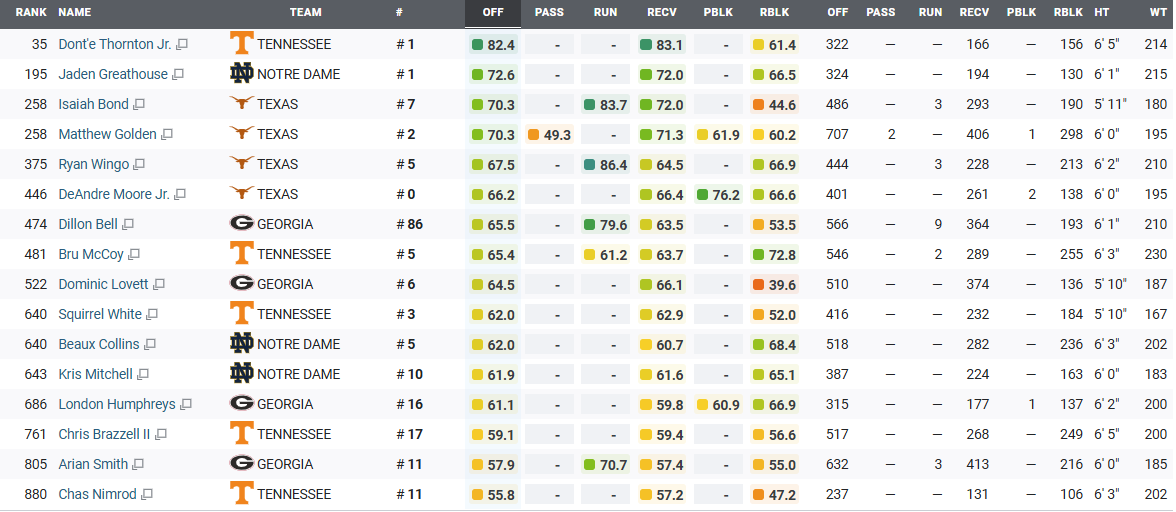 RANK NAME TEAM # OFF PASS RUN RECV PBLK RBLK OFF PASS RUN RECV PBLK RBLK HT WT
35 Dont'e Thornton Jr. T TENNESSEE # 1 82.4 - - 83.1 - 61.4 322 — — 166 — 156 6' 5" 214
195 Jaden Greathouse ND NOTRE DAME # 1 72.6 - - 72.0 - 66.5 324 — — 194 — 130 6' 1" 215
258 Isaiah Bond TEXAS # 7 70.3 - 83.7 72.0 - 44.6 486 — 3 293 — 190 5' 11" 180
258 Matthew Golden TEXAS # 2 70.3 49.3 - 71.3 61.9 60.2 707 2 — 406 1 298 6' 0" 195
375 Ryan Wingo TEXAS # 5 67.5 - 86.4 64.5 - 66.9 444 — 3 228 — 213 6' 2" 210
446 DeAndre Moore Jr. TEXAS # 0 66.2 - - 66.4 76.2 66.6 401 — — 261 2 138 6' 0" 195
474 Dillon Bell G GEORGIA # 86 65.5 - 79.6 63.5 - 53.5 566 — 9 364 — 193 6' 1" 210
481 Bru McCoy T TENNESSEE # 5 65.4 - 61.2 63.7 - 72.8 546 — 2 289 — 255 6' 3" 230
522 Dominic Lovett G GEORGIA # 6 64.5 - - 66.1 - 39.6 510 — — 374 — 136 5' 10" 187
640 Squirrel White T TENNESSEE # 3 62.0 - - 62.9 - 52.0 416 — — 232 — 184 5' 10" 167
640 Beaux Collins ND NOTRE DAME # 5 62.0 - - 60.7 - 68.4 518 — — 282 — 236 6' 3" 202
643 Kris Mitchell ND NOTRE DAME # 10 61.9 - - 61.6 - 65.1 387 — — 224 — 163 6' 0" 183
686 London Humphreys G GEORGIA # 16 61.1 - - 59.8 60.9 66.9 315 — — 177 1 137 6' 2" 200
761 Chris Brazzell II T TENNESSEE # 17 59.1 - - 59.4 - 56.6 517 — — 268 — 249 6' 5" 200
805 Arian Smith G GEORGIA # 11 57.9 - 70.7 57.4 - 55.0 632 — 3 413 — 216 6' 0" 185
880 Chas Nimrod T TENNESSEE # 11 55.8 - - 57.2 - 47.2 237 — — 131 — 106 6' 3" 202